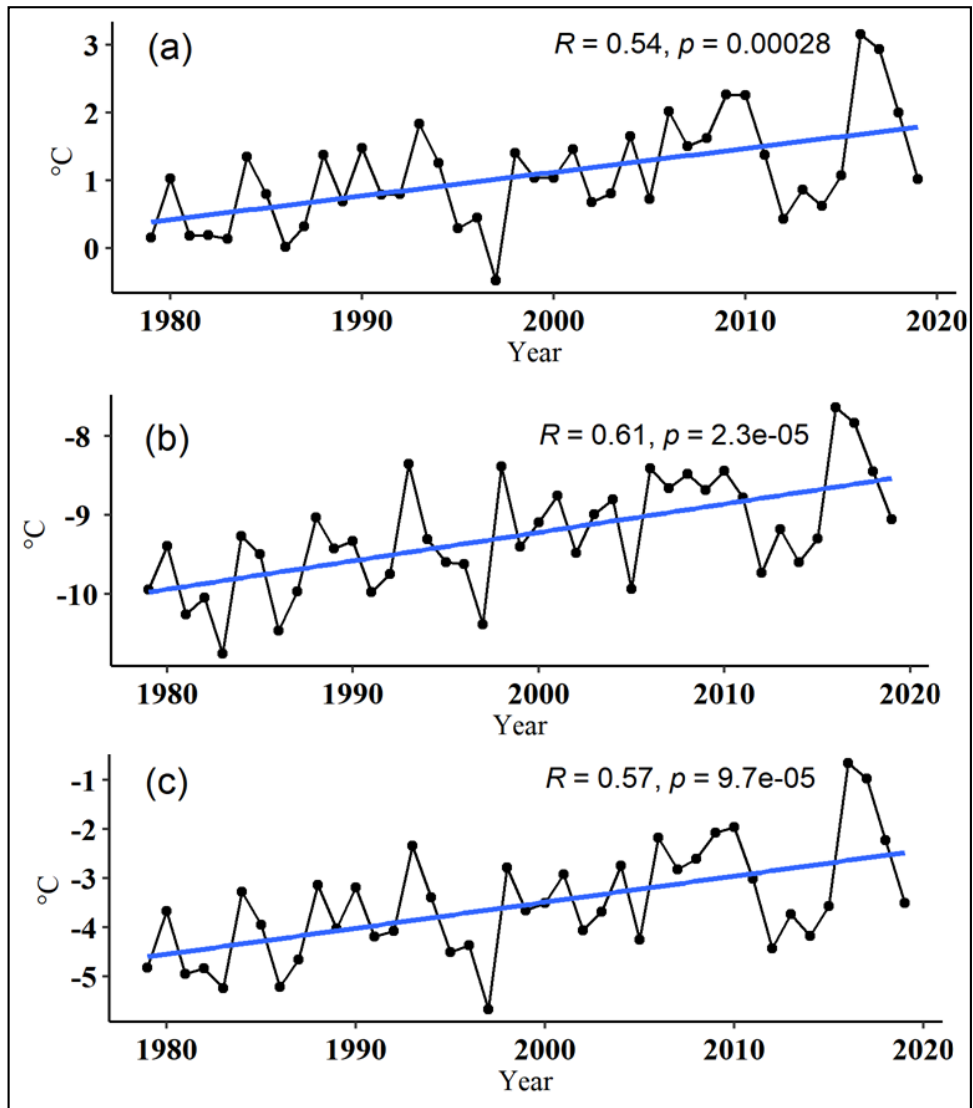 (a)
R = 0.54, p = 0.00028
3
2
1
0
°C
1980 1990 2000 2010 2020
Year
(b)
R = 0.61, p = 2.3e-05
-8
-9
-10
°C
1980 1990 2000 2010 2020
Year
(c)
R = 0.57, p = 9.7e-05
-1
-2
-3
-4
-5
°C
1980 1990 2000 2010 2020
Year